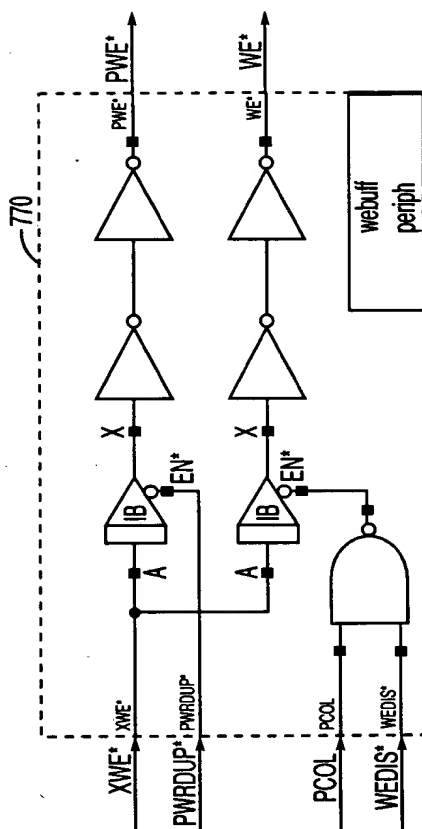 770
XWE*
XWE*
A
IB
X
PWE*
PWE*
EN*
PWRDUP*
PWRDUP*
A
IB
X
WE*
WE*
EN*
PCOL
PCOL
WEDIS*
WEDIS*
webuff
periph